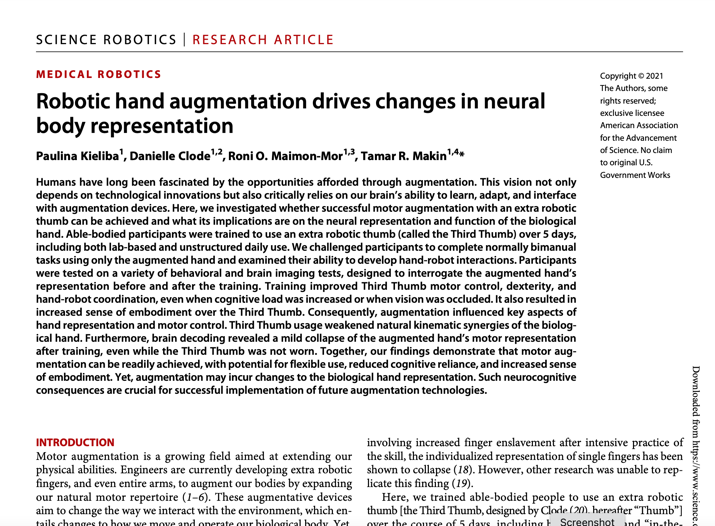 SCIENCE ROBOTICS | RESEARCH ARTICLE
MEDICAL ROBOTICS
Robotic hand augmentation drives changes in neural
body representation
Paulina Kieliba1, Danielle Clode1,2, Roni O. Maimon-Mor1,3, Tamar R. Makin1,4*
Humans have long been fascinated by the opportunities afforded through augmentation. This vision not only
depends on technological innovations but also critically relies on our brain's ability to learn, adapt, and interface
with augmentation devices. Here, we investigated whether successful motor augmentation with an extra robotic
thumb can be achieved and what its implications are on the neural representation and function of the biological
hand. Able-bodied participants were trained to use an extra robotic thumb (called the Third Thumb) over 5 days,
including both lab-based and unstructured daily use. We challenged participants to complete normally bimanual
tasks using only the augmented hand and examined their ability to develop hand-robot interactions. Participants
were tested on a variety of behavioral and brain imaging tests, designed to interrogate the augmented hand's
representation before and after the training. Training improved Third Thumb motor control, dexterity, and
hand-robot coordination, even when cognitive load was increased or when vision was occluded. It also resulted in
increased sense of embodiment over the Third Thumb. Consequently, augmentation influenced key aspects of
hand representation and motor control. Third Thumb usage weakened natural kinematic synergies of the biolog-
ical hand. Furthermore, brain decoding revealed a mild collapse of the augmented hand's motor representation
after training, even while the Third Thumb was not worn. Together, our findings demonstrate that motor aug-
mentation can be readily achieved, with potential for flexible use, reduced cognitive reliance, and increased sense
of embodiment. Yet, augmentation may incur changes to the biological hand representation. Such neurocognitive
consequences are crucial for successful implementation of future augmentation technologies.
Copyright © 2021
The Authors, some
rights reserved;
exclusive licensee
American Association
for the Advancement
of Science. No claim
to original U.S.
Government Works
INTRODUCTION
Motor augmentation is a growing field aimed at extending our
physical abilities. Engineers are currently developing extra robotic
fingers, and even entire arms, to augment our bodies by expanding
our natural motor repertoire (1–6). These augmentative devices
aim to change the way we interact with the environment, which en-
tails changes to how we move and operate our biological body. Yet,
involving increased finger enslavement after intensive practice of
the skill, the individualized representation of single fingers has been
shown to collapse (18). However, other research was unable to rep-
licate this finding (19).
Here, we trained able-bodied people to use an extra robotic
thumb [the Third Thumb, designed by Clode (20), hereafter "Thumb"]
over the course of 5 days, including and "in-the-
Screenshot
Downloaded from https://www.science.